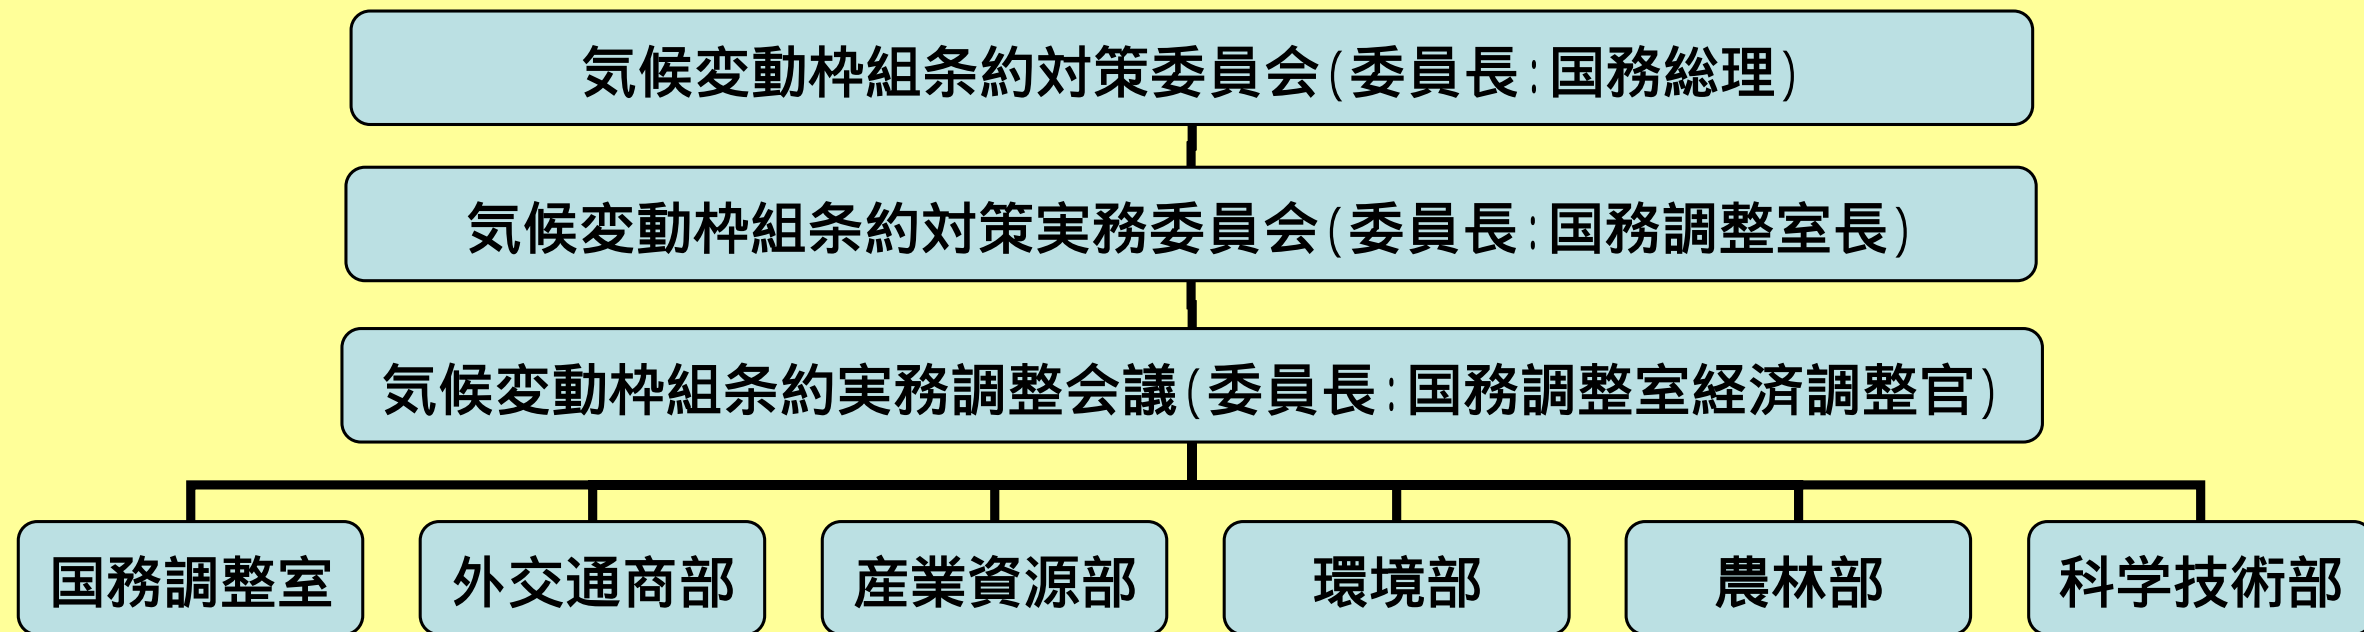 気候変動枠組条約対策委員会(委員長:国務総理)
気候変動枠組条約対策実務委員会(委員長:国務調整室長)
気候変動枠組条約実務調整会議(委員長:国務調整室経済調整官)
国務調整室
外交通商部
産業資源部
環境部
農林部
科学技術部